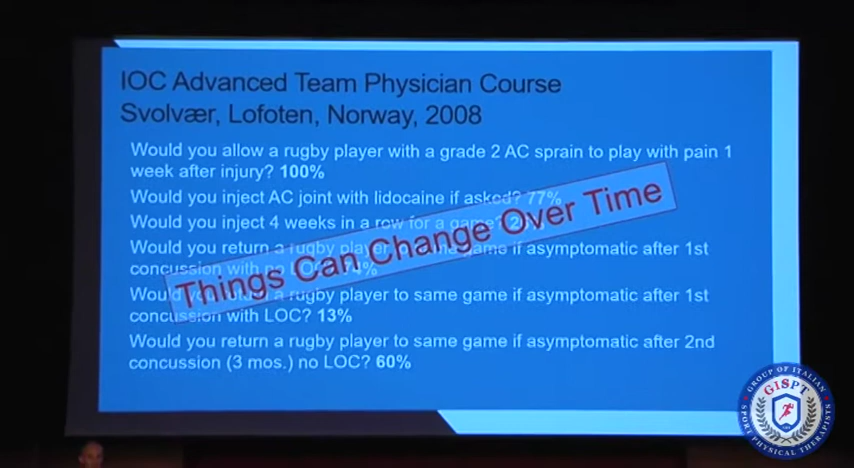 IOC Advanced Team Physician Course
Svolvær, Lofoten, Norway, 2008
Would you allow a rugby player with a grade 2 AC sprain to play with pain 1
week after injury? 100%
Would you inject AC joint with lidocaine if asked? 77%
Would you inject 4 weeks in a row for a game?
Would you return a rugby player game if asymptomatic after 1st
concussion with no LOC? 4%
Things Can Change Over Time
Would you a rugby player to same game if asymptomatic after 1st
concussion with LOC? 13%
Would you return a rugby player to same game if asymptomatic after 2nd
concussion (3 mos.) no LOC? 60%
GROUP OF ITALIAN
GISPT
SPORT PHYSICAL THERAPISTS